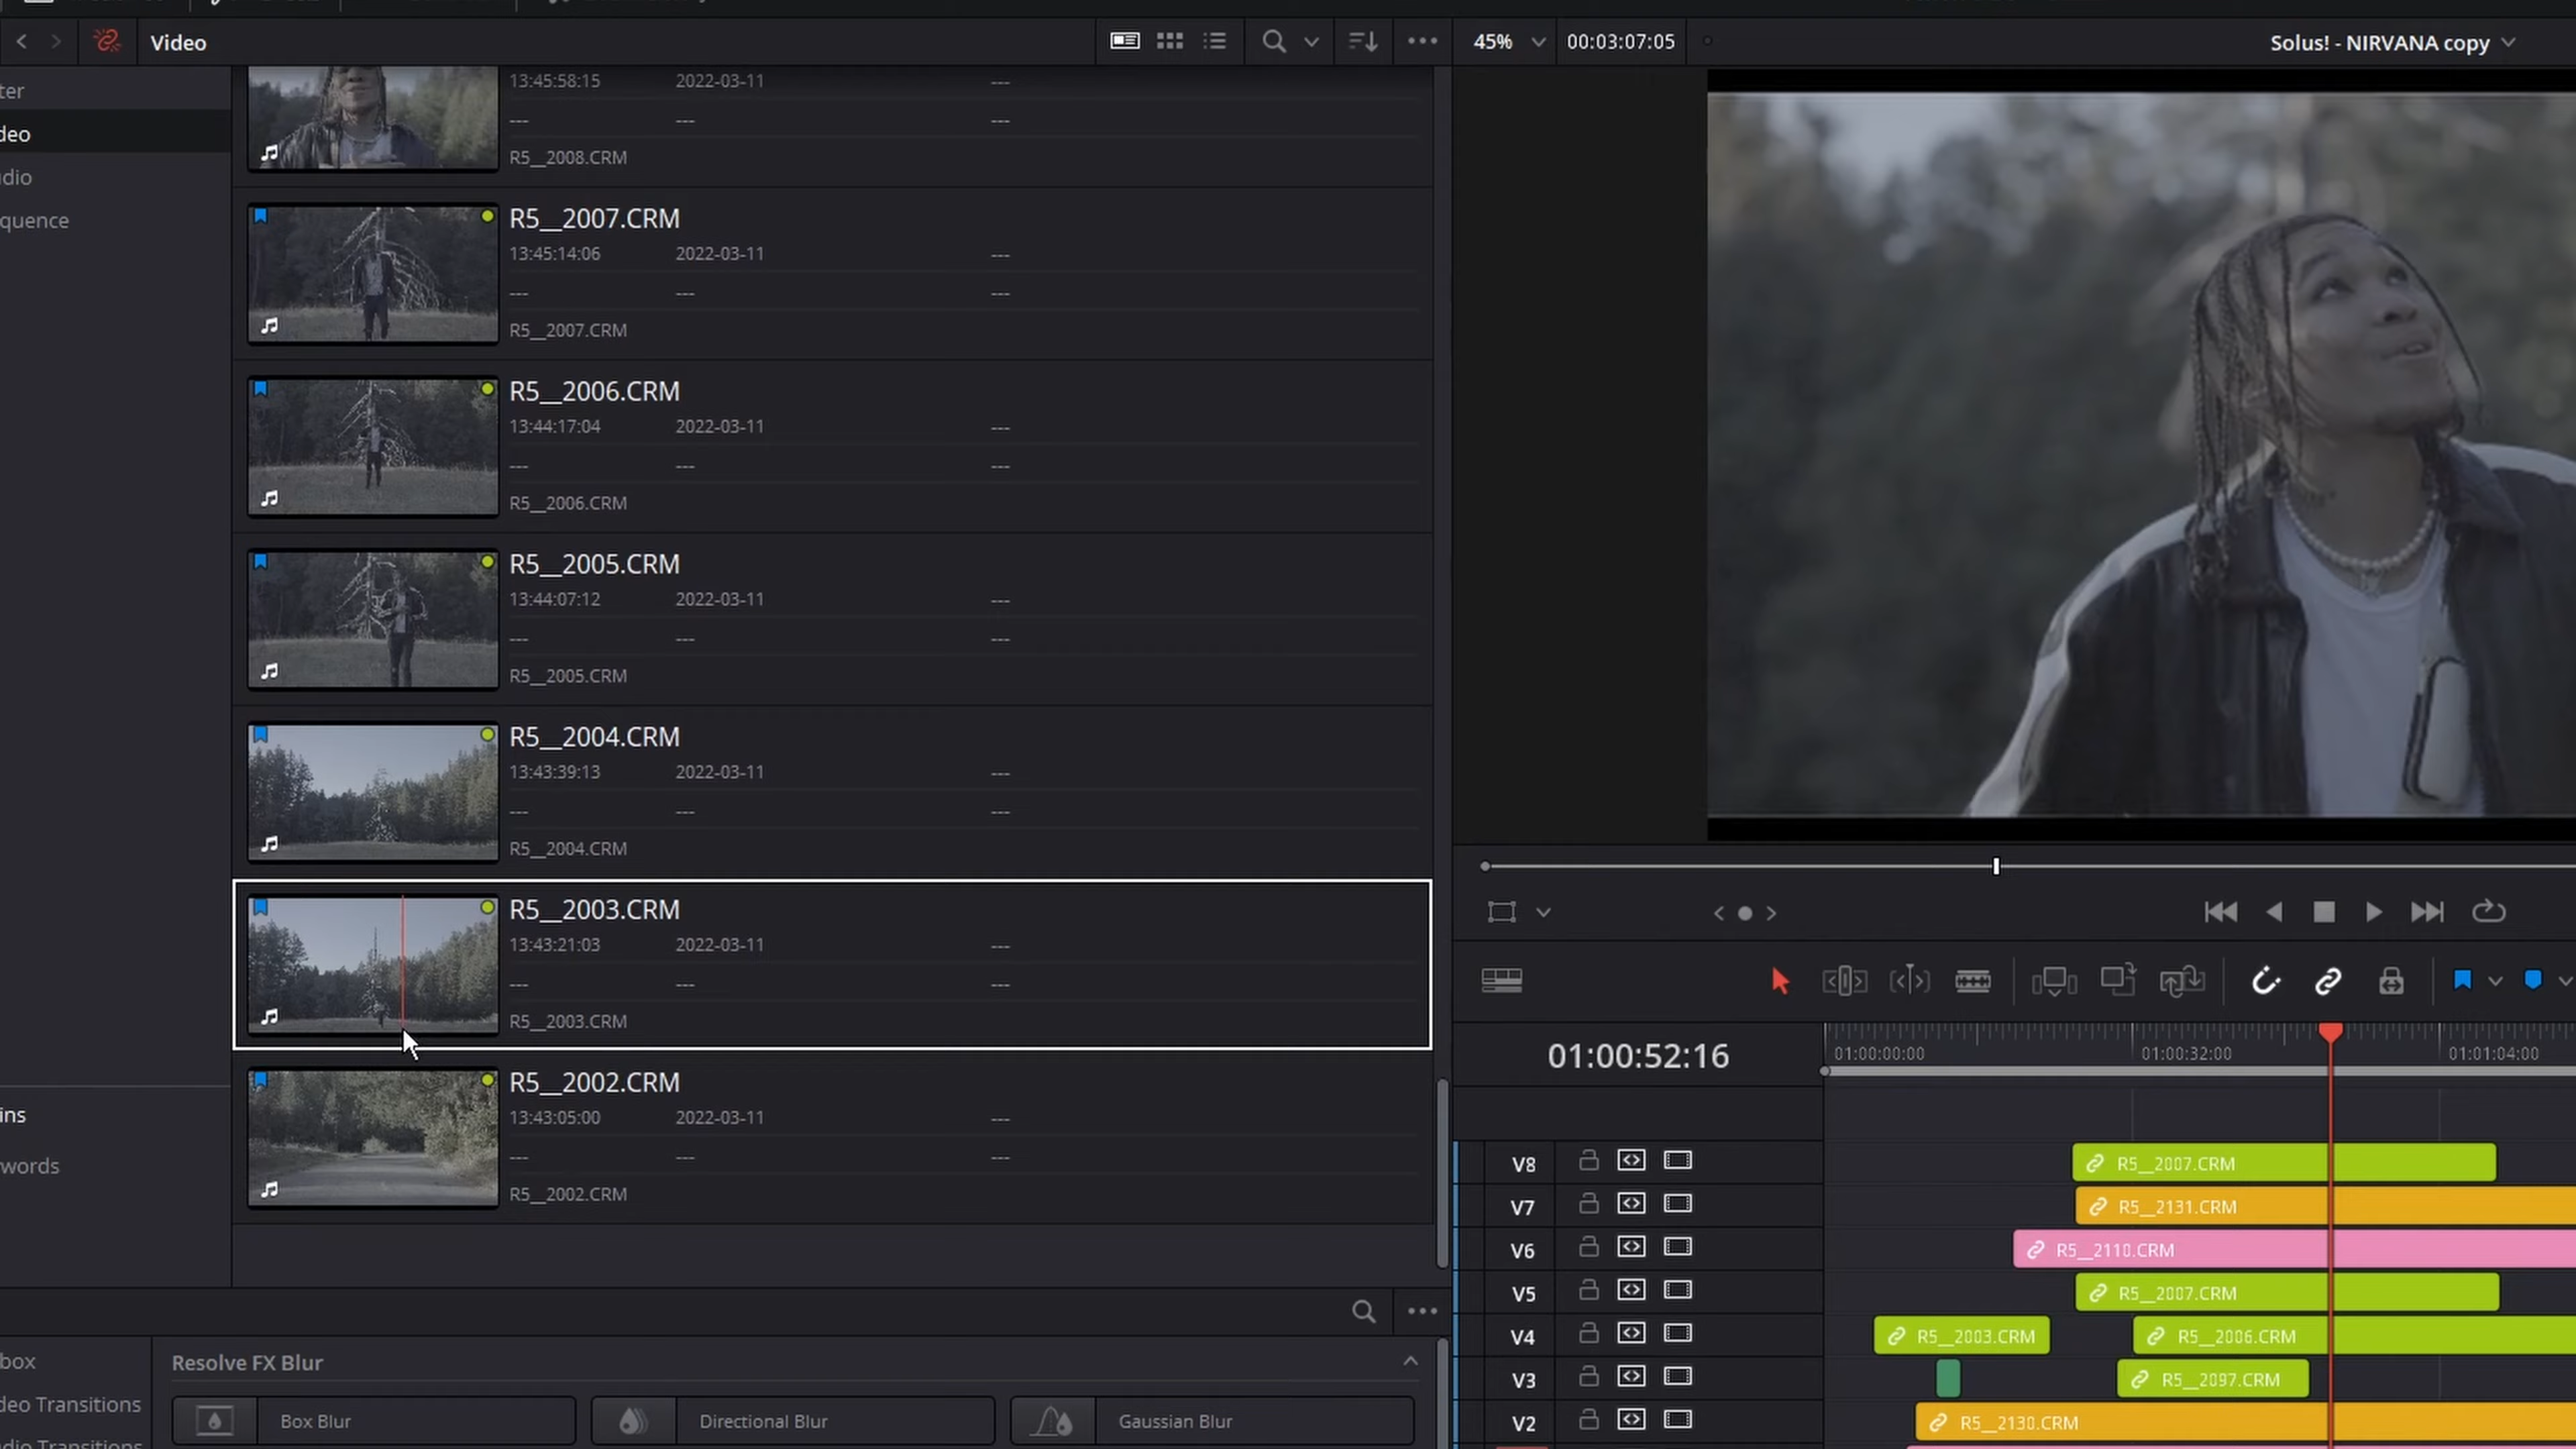 Video
45%
00:03:07:05
Solus! - NIRVANA copy
ter
deo
dio
quence
13:45:58:15 2022-03-11 ---
--- --- ---
R5__2008.CRM
R5__2007.CRM
13:45:14:06 2022-03-11 ---
--- --- ---
R5__2007.CRM
R5__2006.CRM
13:44:17:04 2022-03-11 ---
--- --- ---
R5__2006.CRM
R5__2005.CRM
13:44:07:12 2022-03-11 ---
--- --- ---
R5__2005.CRM
R5__2004.CRM
13:43:39:13 2022-03-11 ---
--- --- ---
R5__2004.CRM
R5__2003.CRM
13:43:21:03 2022-03-11 ---
--- --- ---
R5__2003.CRM
R5__2002.CRM
13:43:05:00 2022-03-11 ---
--- --- ---
R5__2002.CRM
ins
words
box
deo Transitions
dio Transitions
Resolve FX Blur
Box Blur
Directional Blur
Gaussian Blur
01:00:52:16
01:00:00:00
01:00:32:00
01:01:04:00
V8 R5__2007.CRM
V7 R5__2131.CRM
V6 R5__2110.CRM
V5 R5__2007.CRM
V4 R5__2003.CRM R5__2006.CRM
V3 R5__2097.CRM
V2 R5__2130.CRM